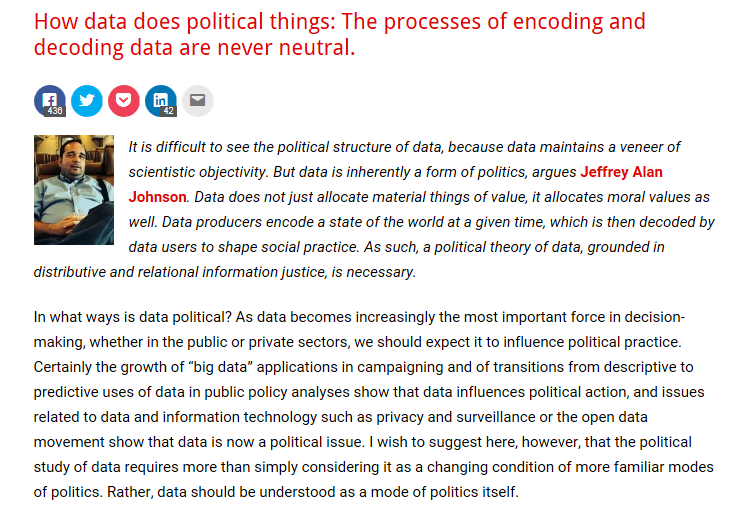 How data does political things: The processes of encoding and
decoding data are never neutral.
436
42
It is difficult to see the political structure of data, because data maintains a veneer of
scientistic objectivity. But data is inherently a form of politics, argues Jeffrey Alan
Johnson. Data does not just allocate material things of value, it allocates moral values as
well. Data producers encode a state of the world at a given time, which is then decoded by
data users to shape social practice. As such, a political theory of data, grounded in
distributive and relational information justice, is necessary.
In what ways is data political? As data becomes increasingly the most important force in decision-
making, whether in the public or private sectors, we should expect it to influence political practice.
Certainly the growth of “big data” applications in campaigning and of transitions from descriptive to
predictive uses of data in public policy analyses show that data influences political action, and issues
related to data and information technology such as privacy and surveillance or the open data
movement show that data is now a political issue. I wish to suggest here, however, that the political
study of data requires more than simply considering it as a changing condition of more familiar modes
of politics. Rather, data should be understood as a mode of politics itself.